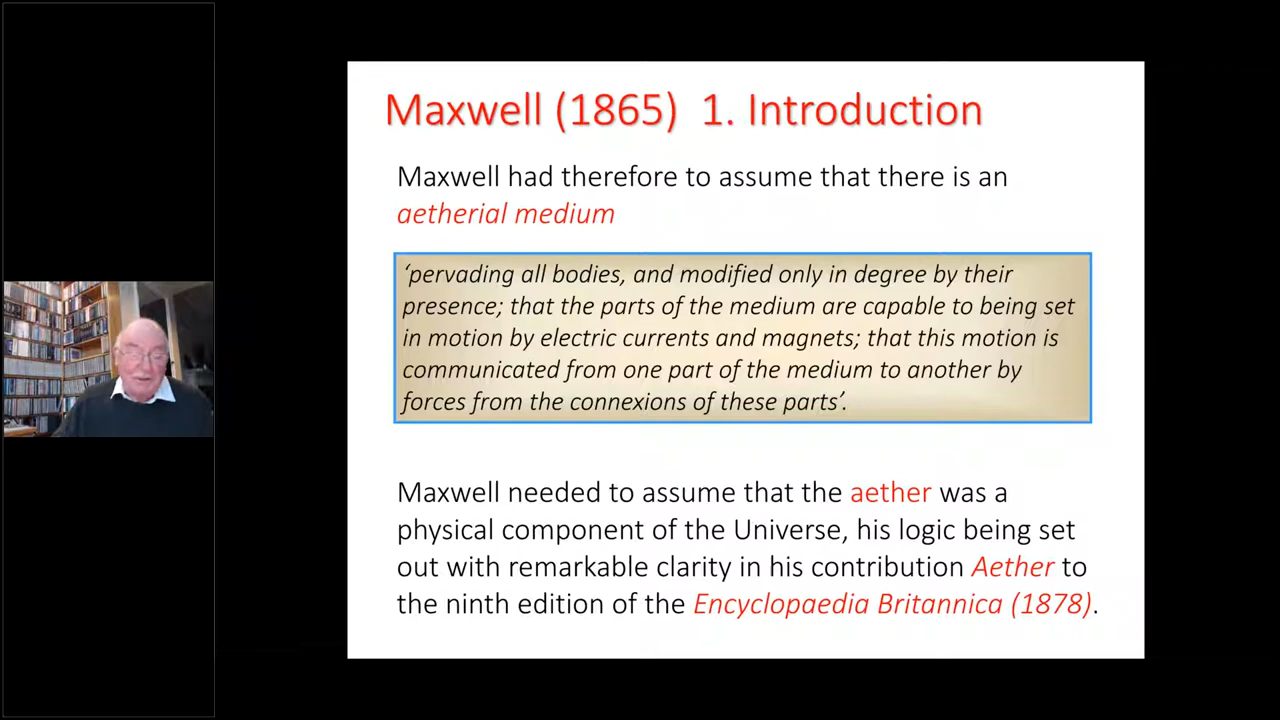 Maxwell (1865) 1. Introduction
Maxwell had therefore to assume that there is an
aetherial medium
‘pervading all bodies, and modified only in degree by their
presence; that the parts of the medium are capable to being set
in motion by electric currents and magnets; that this motion is
communicated from one part of the medium to another by
forces from the connexions of these parts’.
Maxwell needed to assume that the aether was a
physical component of the Universe, his logic being set
out with remarkable clarity in his contribution Aether to
the ninth edition of the Encyclopaedia Britannica (1878).